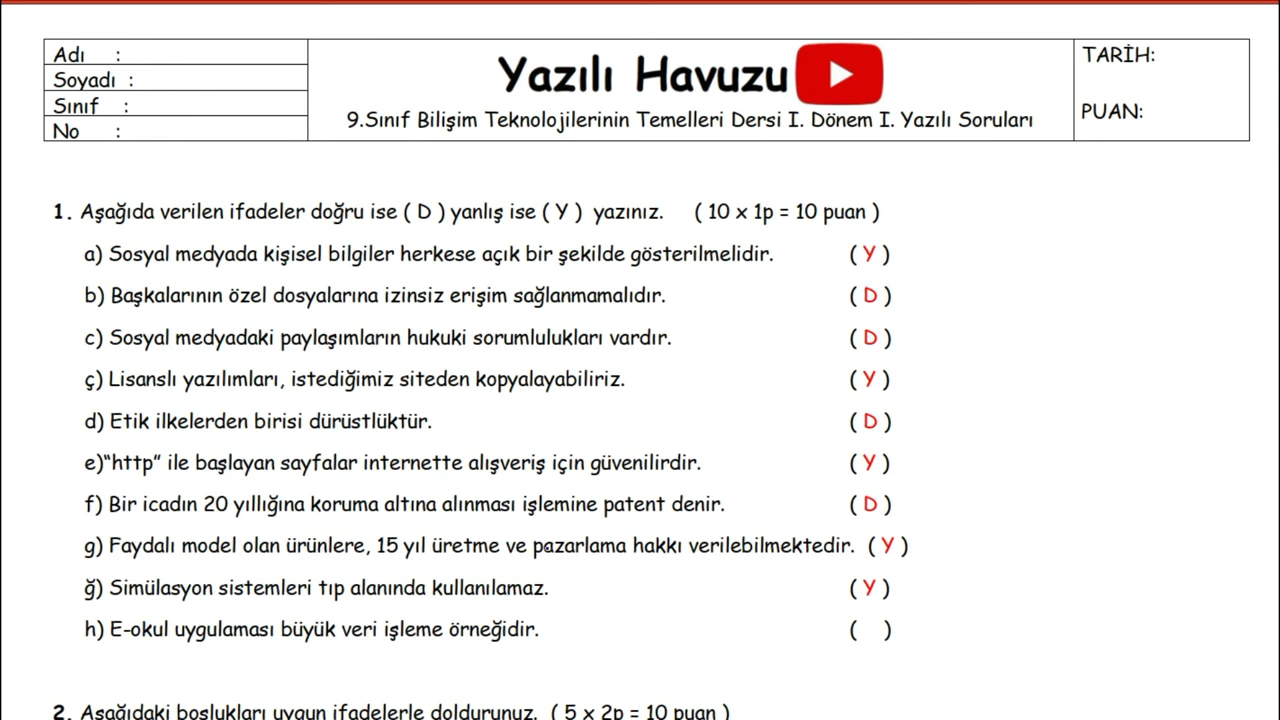 Adı :
Soyadı :
Sınıf :
No :
Yazılı Havuzu
9.Sınıf Bilişim Teknolojilerinin Temelleri Dersi I. Dönem I. Yazılı Soruları
TARİH:
PUAN:
1. Aşağıda verilen ifadeler doğru ise ( D ) yanlış ise ( Y ) yazınız. ( 10 x 1p = 10 puan )
a) Sosyal medyada kişisel bilgiler herkese açık bir şekilde gösterilmelidir. ( Y )
b) Başkalarının özel dosyalarına izinsiz erişim sağlanmamalıdır. ( D )
c) Sosyal medyadaki paylaşımların hukuki sorumlulukları vardır. ( D )
ç) Lisanslı yazılımları, istediğimiz siteden kopyalayabiliriz. ( Y )
d) Etik ilkelerden birisi dürüstlüktür. ( D )
e)“http” ile başlayan sayfalar internette alışveriş için güvenilirdir. ( Y )
f) Bir icadın 20 yıllığına koruma altına alınması işlemine patent denir. ( D )
g) Faydalı model olan ürünlere, 15 yıl üretme ve pazarlama hakkı verilebilmektedir. ( Y )
ğ) Simülasyon sistemleri tıp alanında kullanılamaz. ( Y )
h) E-okul uygulaması büyük veri işleme örneğidir. ( )
2. Aşağıdaki boşlukları uygun ifadelerle doldurunuz. ( 5 x 2p = 10 puan )